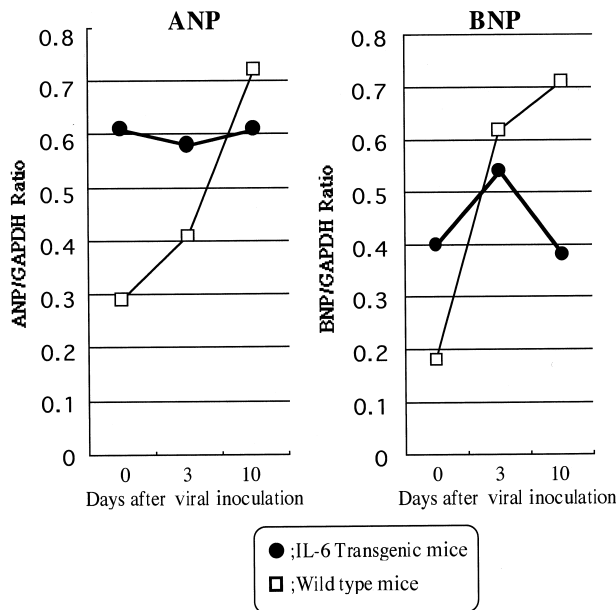 ANP
0.8
0.7
0.6
0.5
0.4
0.3
0.2
0.1
0
ANP/GAPDH Ratio
0 3 10
Days after viral inoculation
BNP
0.8
0.7
0.6
0.5
0.4
0.3
0.2
0.1
0
BNP/GAPDH Ratio
0 3 10
Days after viral inoculation
;IL-6 Transgenic mice
;Wild type mice